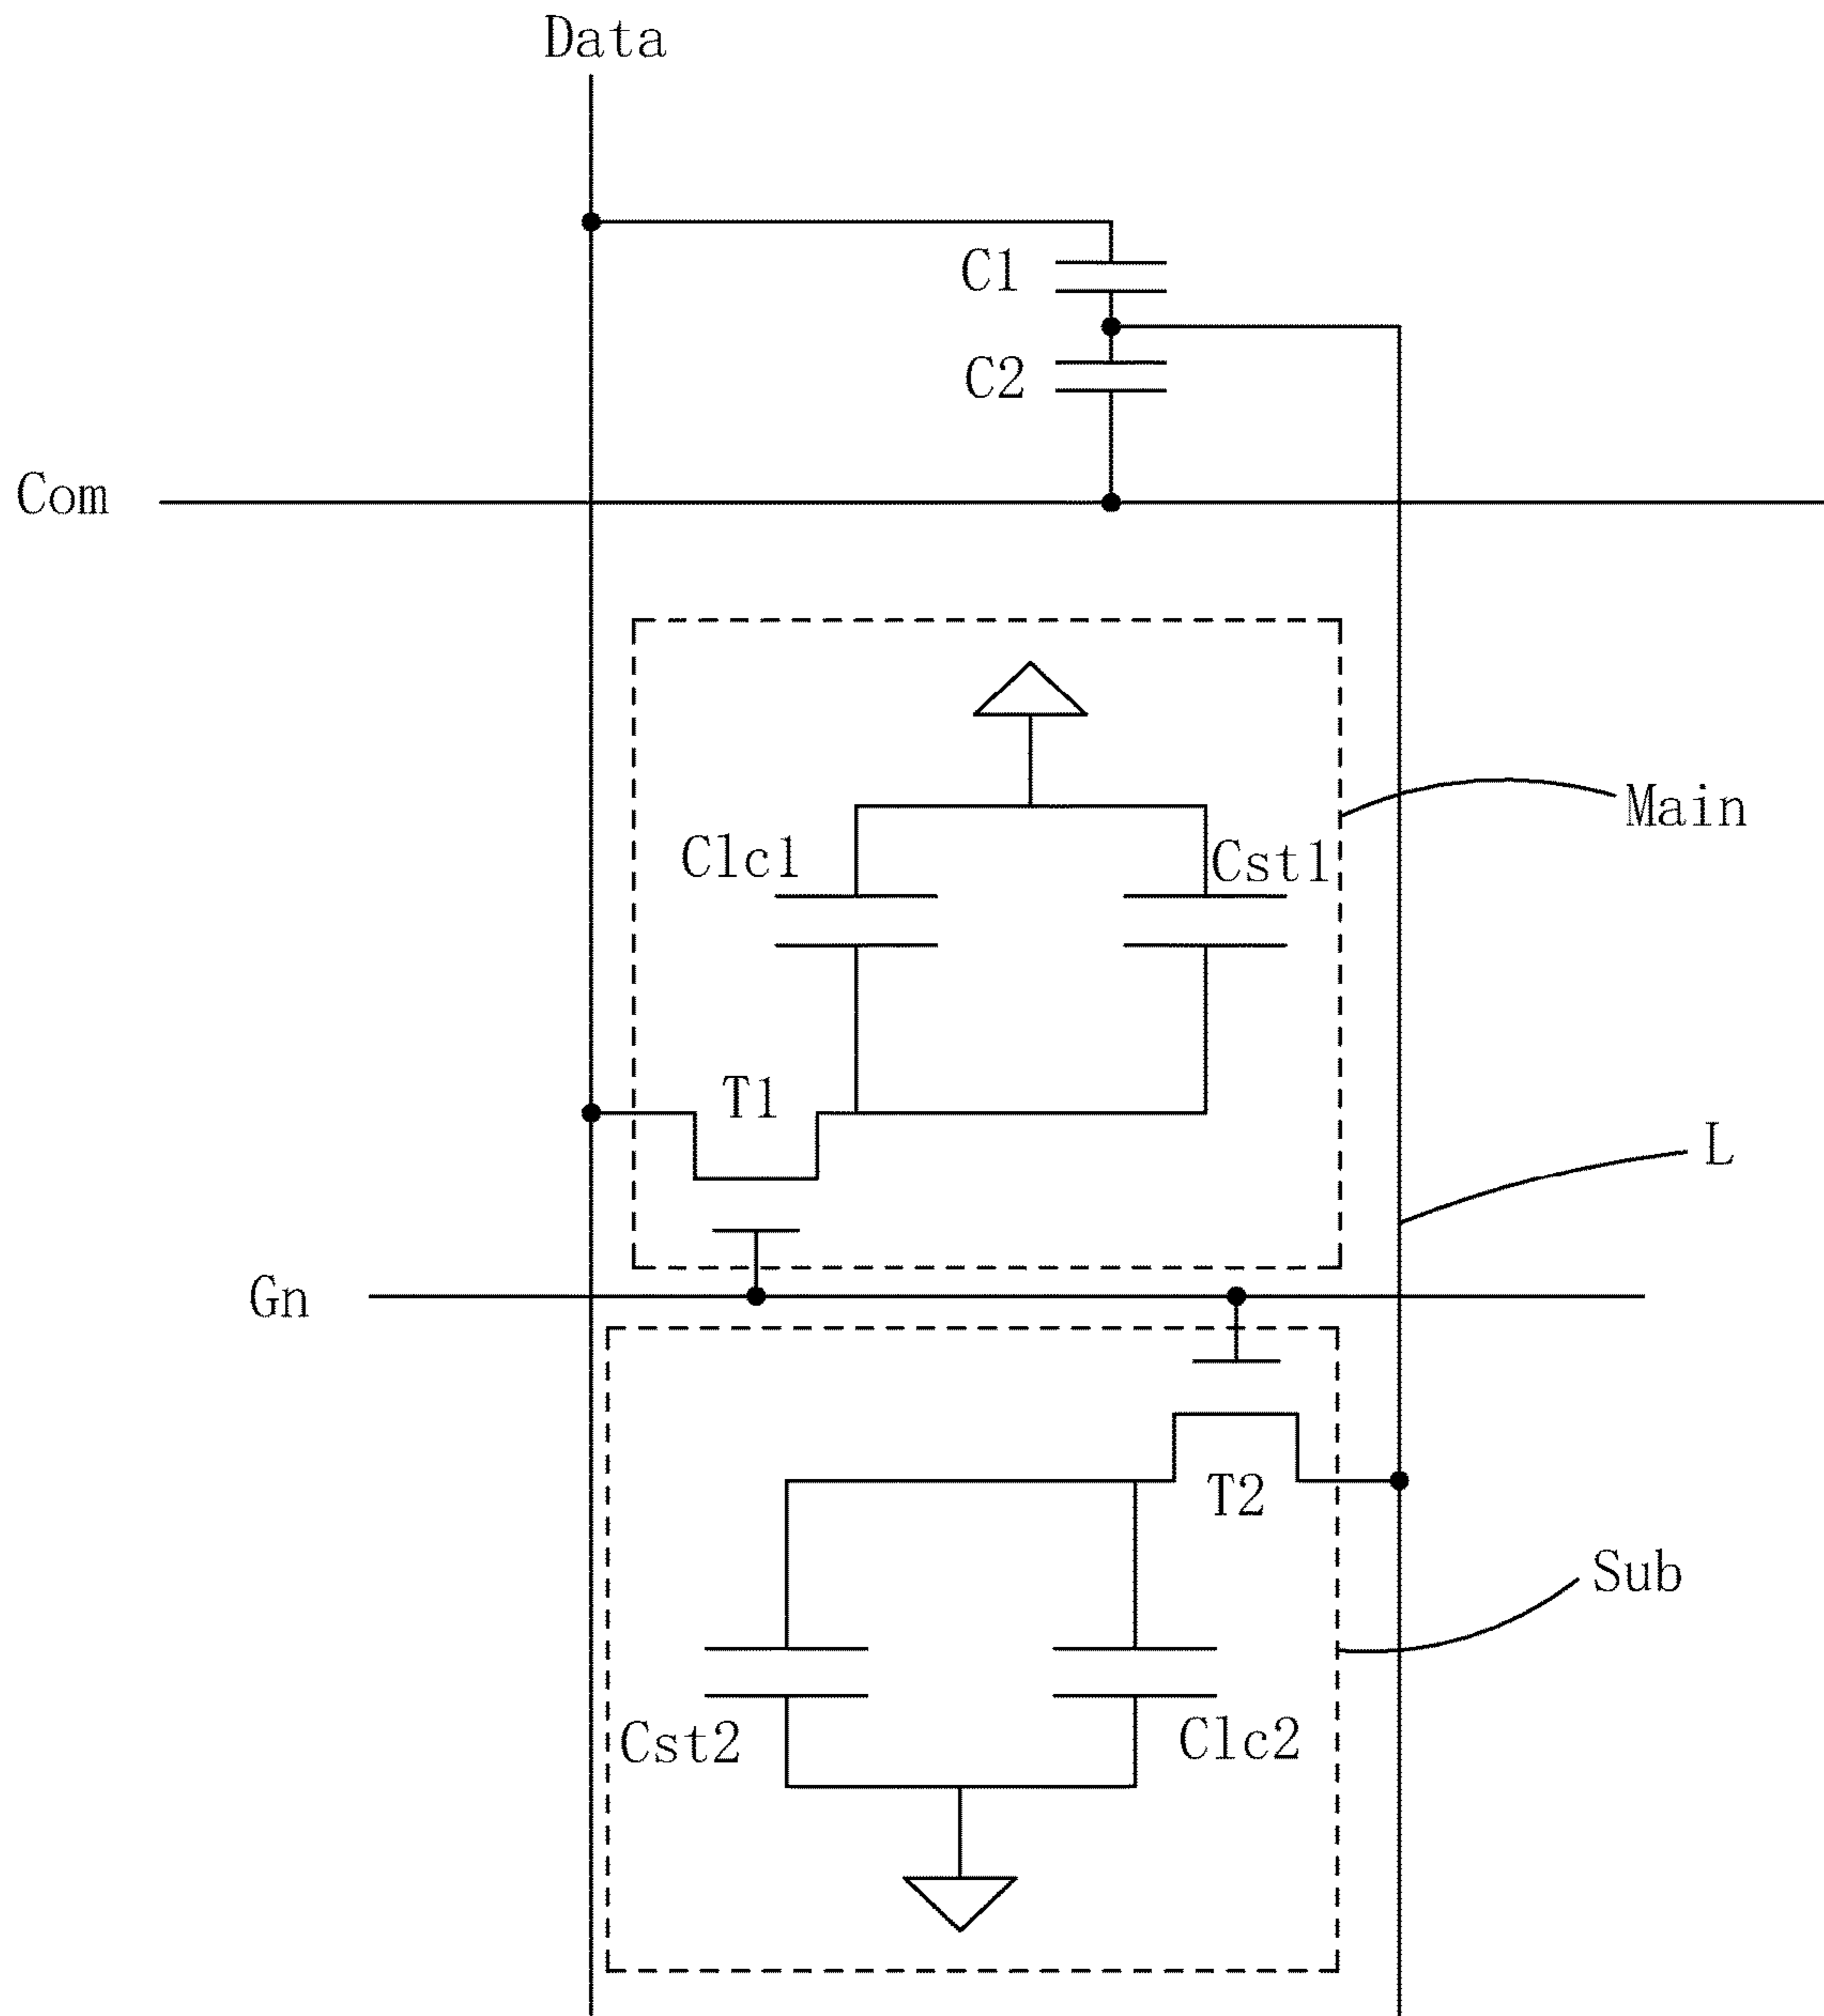 Data
C1
C2
Com
Main
Clc1
Cst1
T1
L
Gn
T2
Sub
Cst2
Clc2